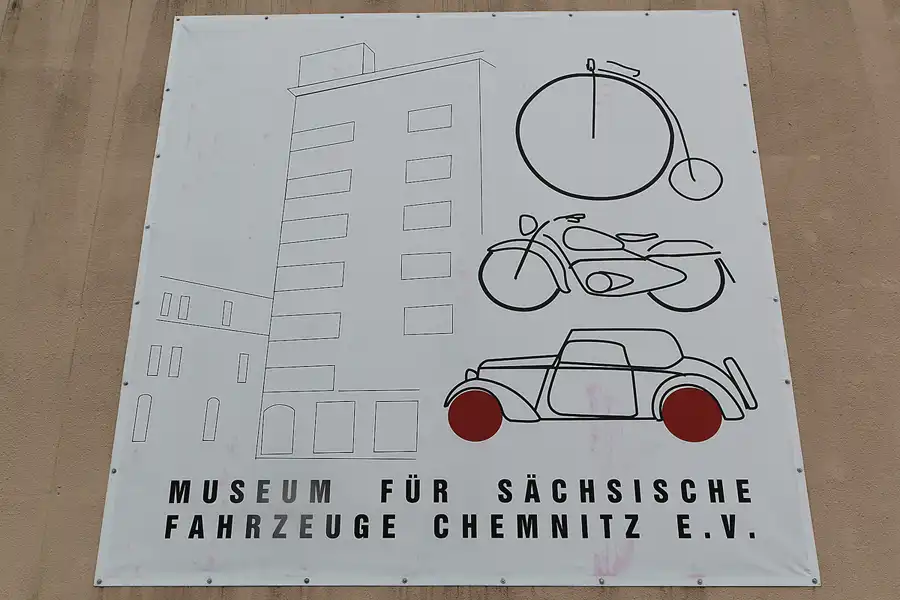 MUSEUM FÜR SÄCHSISCHE
FAHRZEUGE CHEMNITZ E.V.